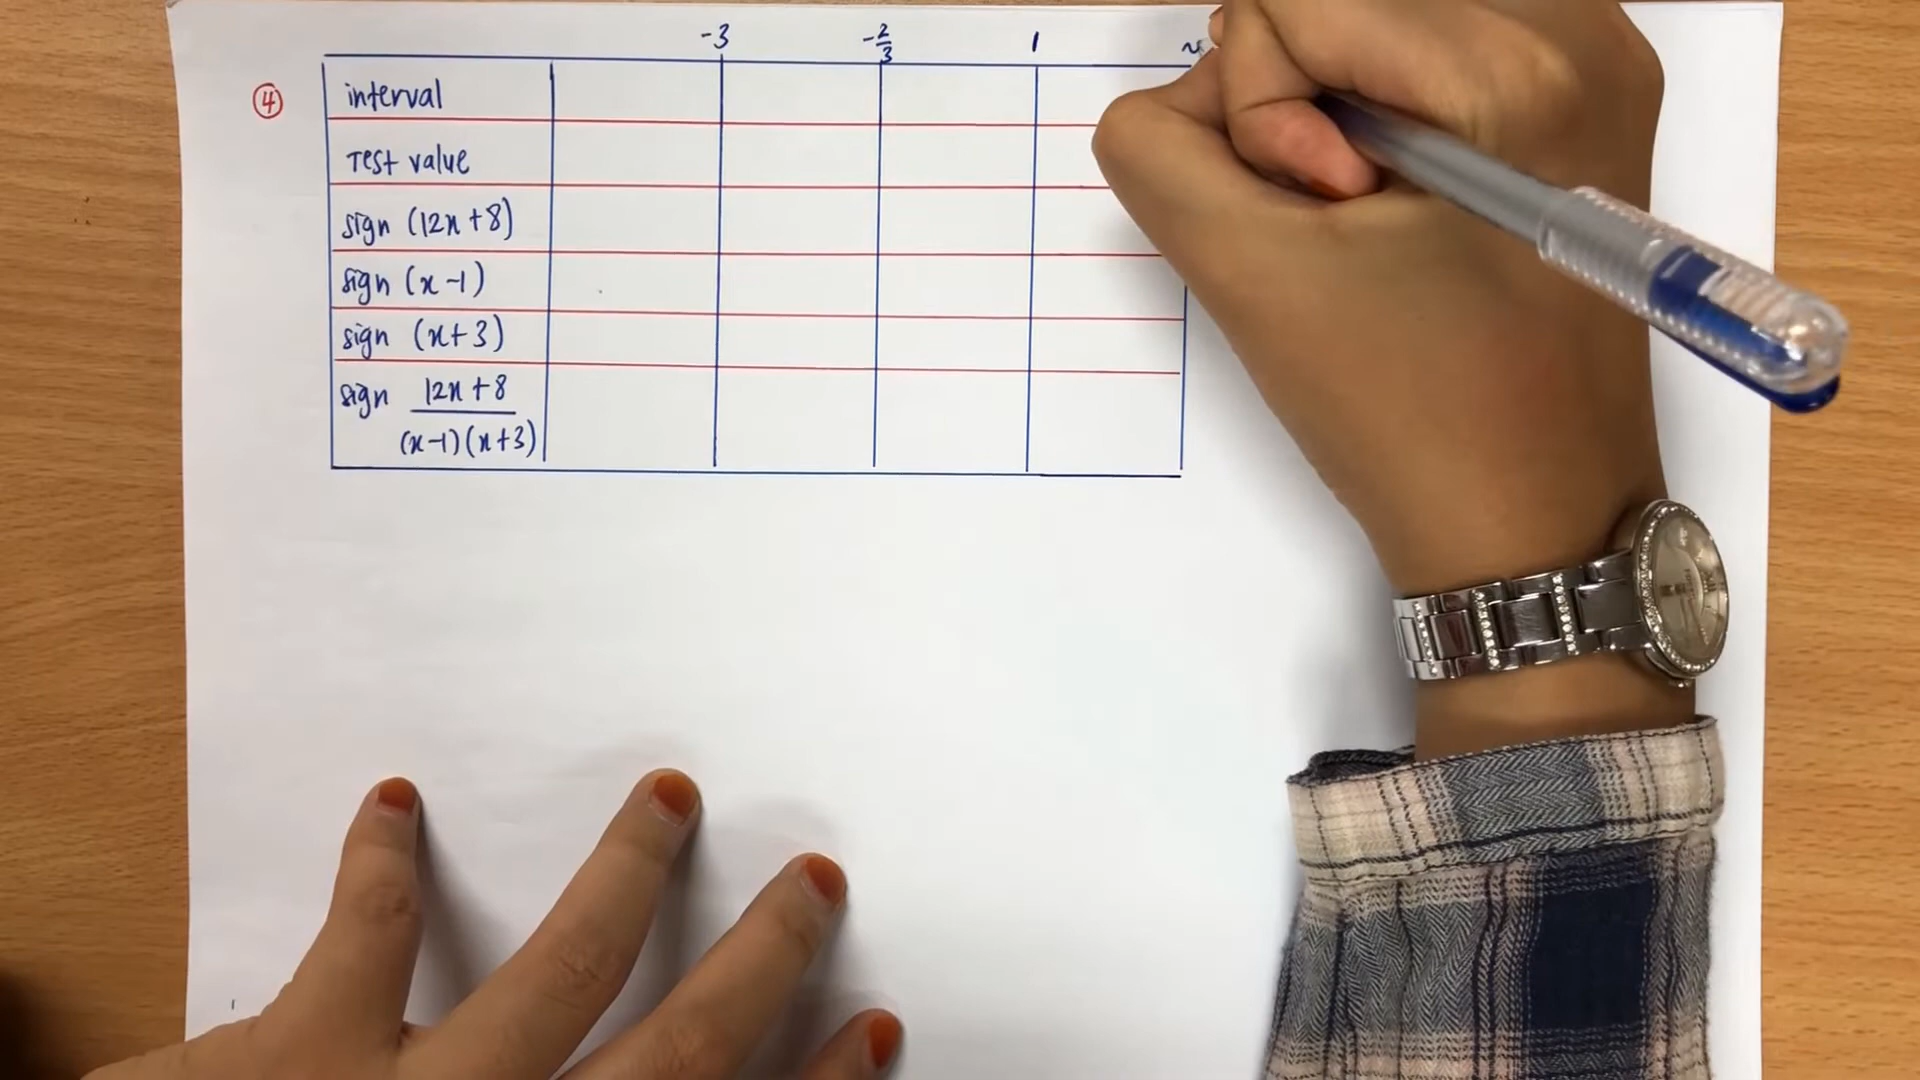 -3 -2/3 1
④ interval
Test value
sign (12x+8)
sign (x-1)
sign (x+3)
sign 12x+8
(x-1)(x+3)